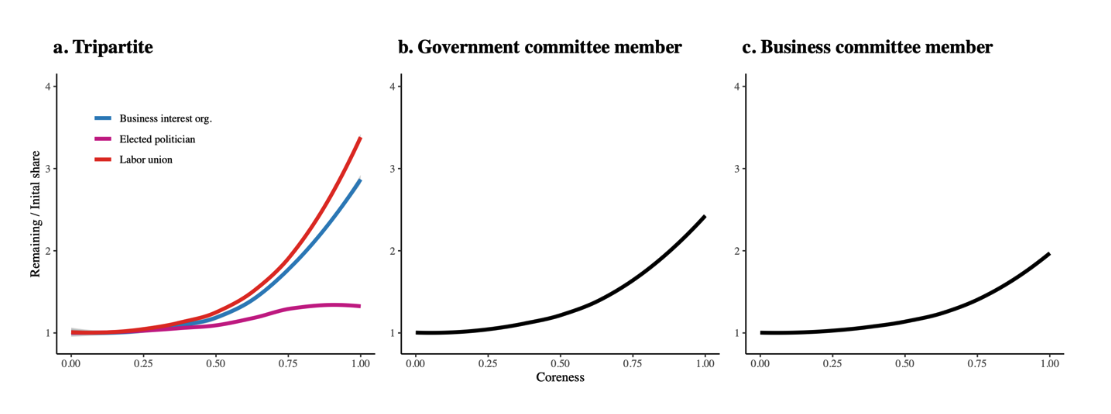 a. Tripartite
b. Government committee member
c. Business committee member
Remaining / Inital share
4
3
2
1
Business interest org.
Elected politician
Labor union
0.00 0.25 0.50 0.75 1.00
4
3
2
1
0.00 0.25 0.50 0.75 1.00
4
3
2
1
0.00 0.25 0.50 0.75 1.00
Coreness